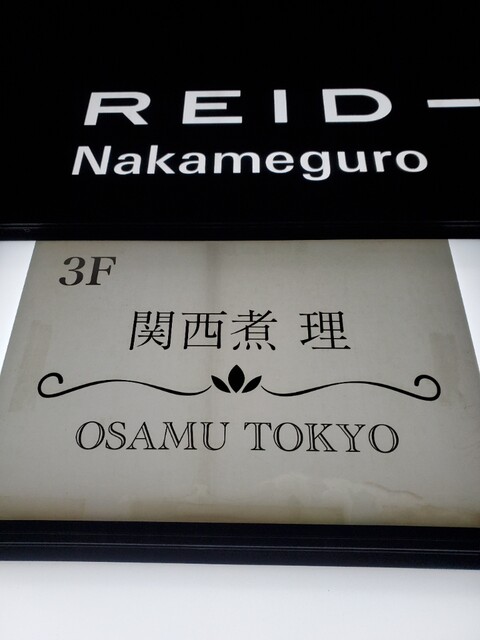 REID-
Nakameguro
3F
関西煮 理
OSAMU TOKYO